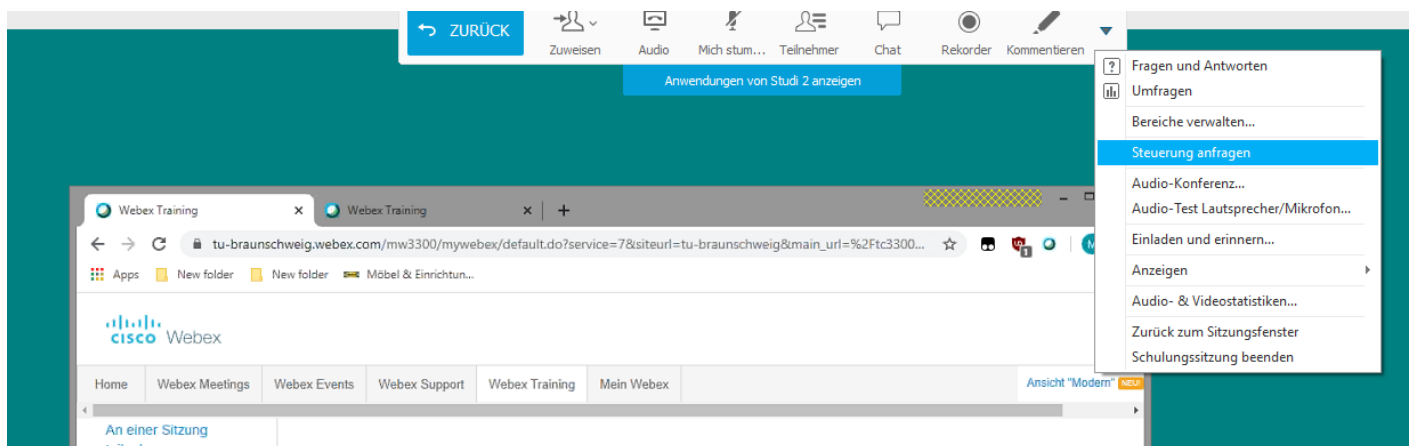 ZURÜCK
Zuweisen
Audio
Mich stum...
Teilnehmer
Chat
Rekorder
Kommentieren
Anwendungen von Studi 2 anzeigen
? Fragen und Antworten
Umfragen
Bereiche verwalten...
Steuerung anfragen
Audio-Konferenz...
Audio-Test Lautsprecher/Mikrofon...
Einladen und erinnern...
Anzeigen
Audio- & Videostatistiken...
Zurück zum Sitzungsfenster
Schulungssitzung beenden
Webex Training
Webex Training
tu-braunschweig.webex.com/mw3300/mywebex/default.do?service=7&siteurl=tu-braunschweig&main_url=%2Ftc3300...
1
Apps
New folder
New folder
Möbel & Einrichtun...
CISCO Webex
Home
Webex Meetings
Webex Events
Webex Support
Webex Training
Mein Webex
Ansicht "Modern" NEU!
An einer Sitzung